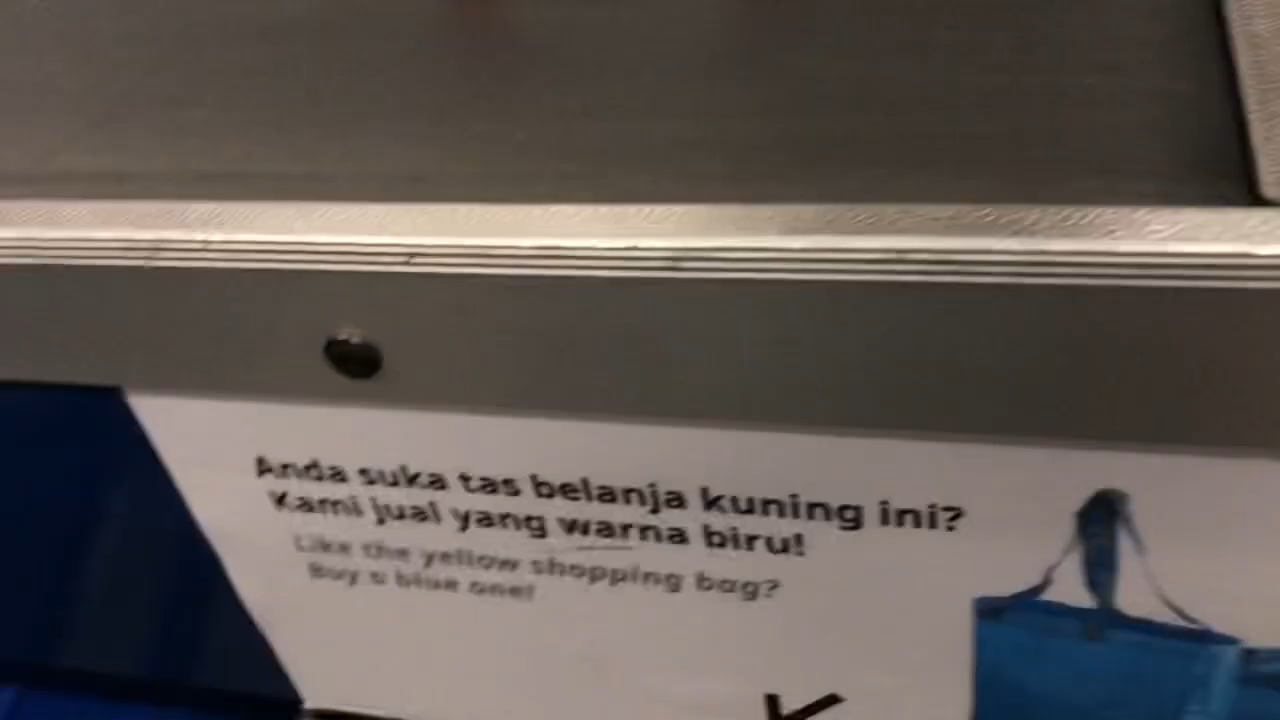 Anda suka tas belanja kuning ini?
Kami jual yang warna biru!
Like the yellow shopping bag?
Buy a blue one!